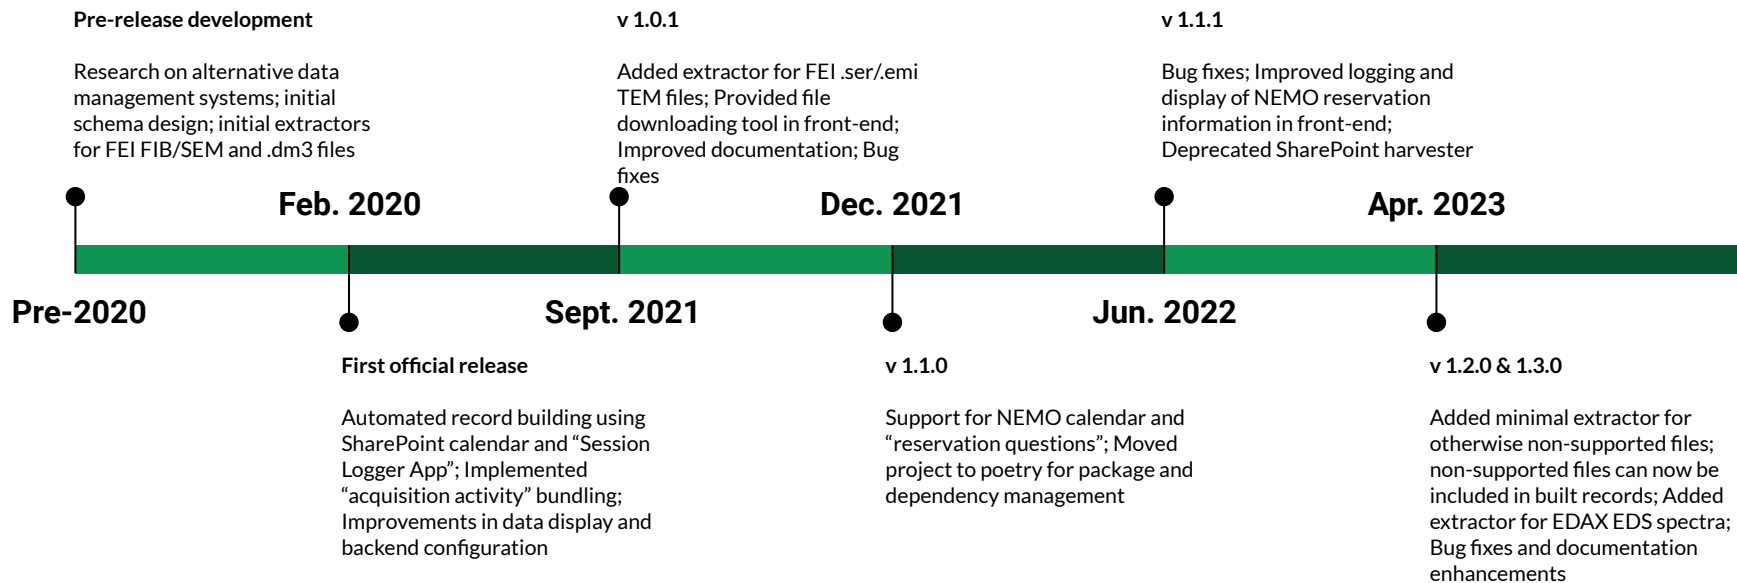 Pre-release development
Research on alternative data
management systems; initial
schema design; initial extractors
for FEI FIB/SEM and .dm3 files
v 1.0.1
Added extractor for FEI .ser/.emi
TEM files; Provided file
downloading tool in front-end;
Improved documentation; Bug
fixes
v 1.1.1
Bug fixes; Improved logging and
display of NEMO reservation
information in front-end;
Deprecated SharePoint harvester
Feb. 2020
Dec. 2021
Apr. 2023
Pre-2020
Sept. 2021
Jun. 2022
First official release
Automated record building using
SharePoint calendar and “Session
Logger App”; Implemented
“acquisition activity” bundling;
Improvements in data display and
backend configuration
v 1.1.0
Support for NEMO calendar and
“reservation questions”; Moved
project to poetry for package and
dependency management
v 1.2.0 & 1.3.0
Added minimal extractor for
otherwise non-supported files;
non-supported files can now be
included in built records; Added
extractor for EDAX EDS spectra;
Bug fixes and documentation
enhancements